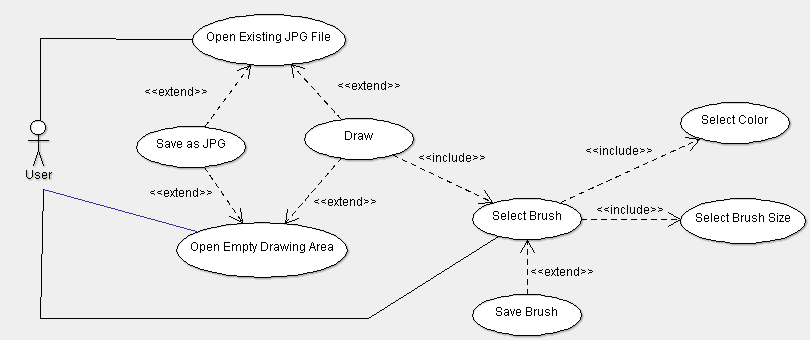 Open Existing JPG File
<<extend>>
<<extend>>
Select Color
Save as JPG
Draw
<<include>>
<<include>>
User
<<extend>>
<<extend>>
<<include>>
Select Brush
Select Brush Size
Open Empty Drawing Area
<<extend>>
Save Brush